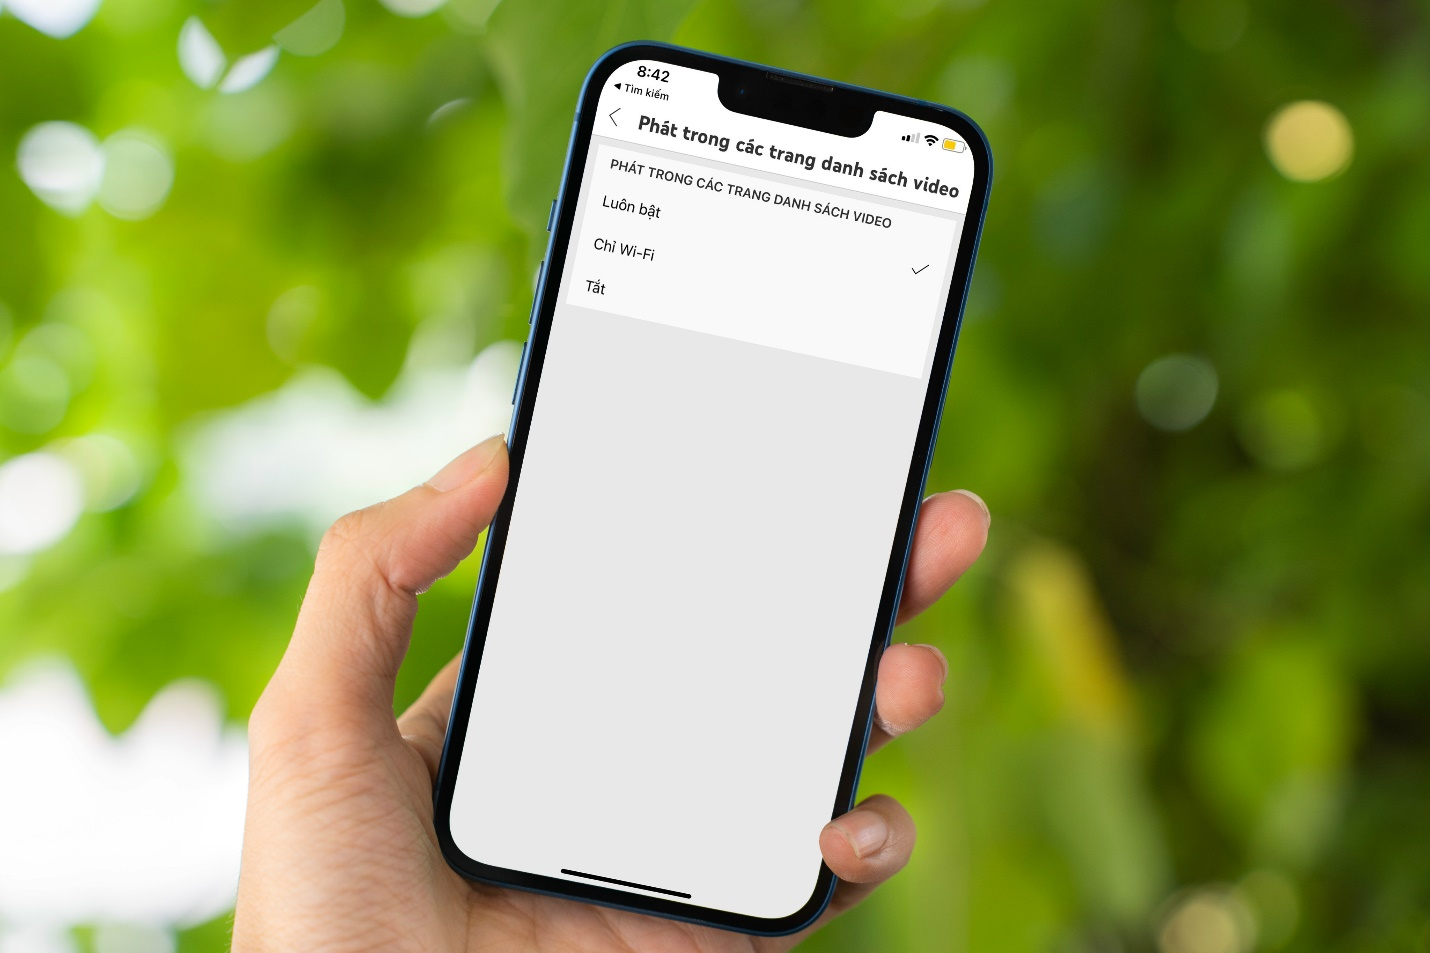 8:42
◀ Tìm kiếm
Phát trong các trang danh sách video
PHÁT TRONG CÁC TRANG DANH SÁCH VIDEO
Luôn bật
Chỉ Wi-Fi
Tắt